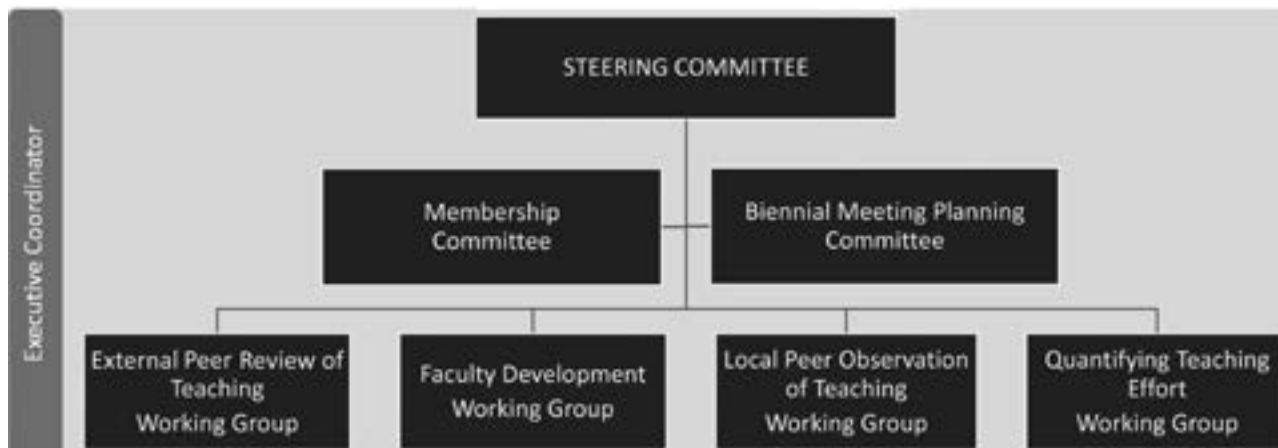 Executive Coordinator
STEERING COMMITTEE
Membership
Committee
Biennial Meeting Planning
Committee
External Peer Review of
Teaching
Working Group
Faculty Development
Working Group
Local Peer Observation
of Teaching
Working Group
Quantifying Teaching
Effort
Working Group